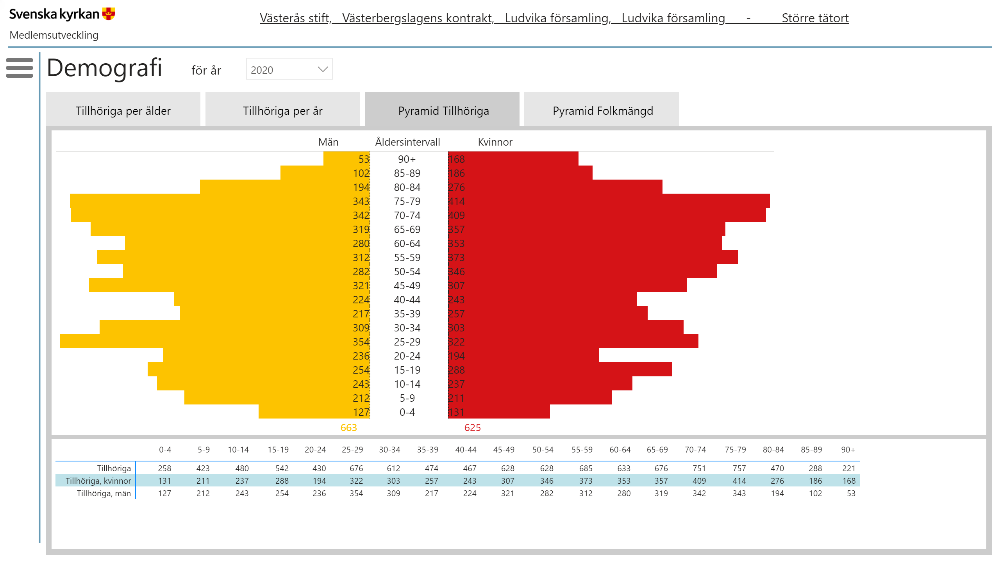 Svenska kyrkan
Västerås stift, Västerbergslagens kontrakt, Ludvika församling, Ludvika församling - Större tätort
Medlemsutveckling
Demografi för år 2020
Tillhöriga per ålder Tillhöriga per år Pyramid Tillhöriga Pyramid Folkmängd
Män Åldersintervall Kvinnor
53 90+ 168
102 85-89 186
194 80-84 276
343 75-79 414
342 70-74 409
319 65-69 357
280 60-64 353
312 55-59 373
282 50-54 346
321 45-49 307
224 40-44 243
217 35-39 257
309 30-34 303
354 25-29 322
236 20-24 194
254 15-19 288
243 10-14 237
212 5-9 211
127 0-4 131
663 625
0-4 5-9 10-14 15-19 20-24 25-29 30-34 35-39 40-44 45-49 50-54 55-59 60-64 65-69 70-74 75-79 80-84 85-89 90+
Tillhöriga 258 423 480 542 430 676 612 474 467 628 628 685 633 676 751 757 470 288 221
Tillhöriga, kvinnor 131 211 237 288 194 322 303 257 243 307 346 373 353 357 409 414 276 186 168
Tillhöriga, män 127 212 243 254 236 354 309 217 224 321 282 312 280 319 342 343 194 102 53